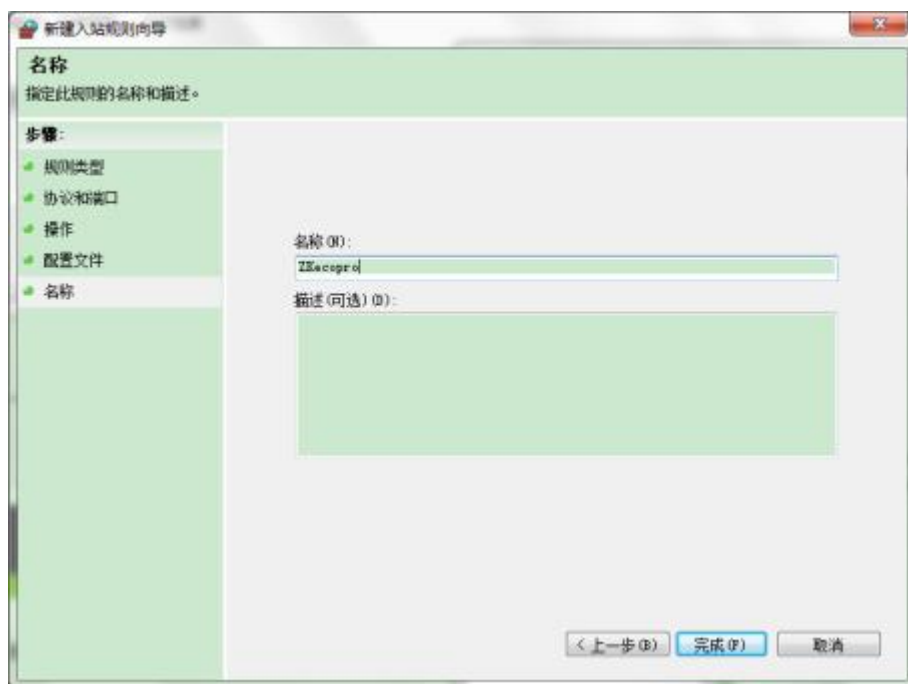 新建入站规则向导
名称
指定此规则的名称和描述。
步骤:
规则类型
协议和端口
操作
配置文件
名称
名称(N):
ZKecopro
描述(可选)(D):
< 上一步(B)
完成(F)
取消